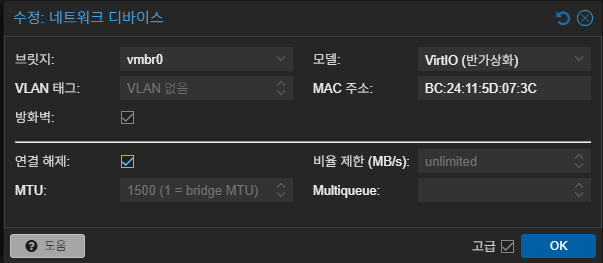 수정: 네트워크 디바이스
브릿지: vmbr0 모델: VirtIO (반가상화)
VLAN 태그: VLAN 없음 MAC 주소: BC:24:11:5D:07:3C
방화벽:
연결 해제: 비율 제한 (MB/s): unlimited
MTU: 1500 (1 = bridge MTU) Multiqueue:
? 도움 고급 OK